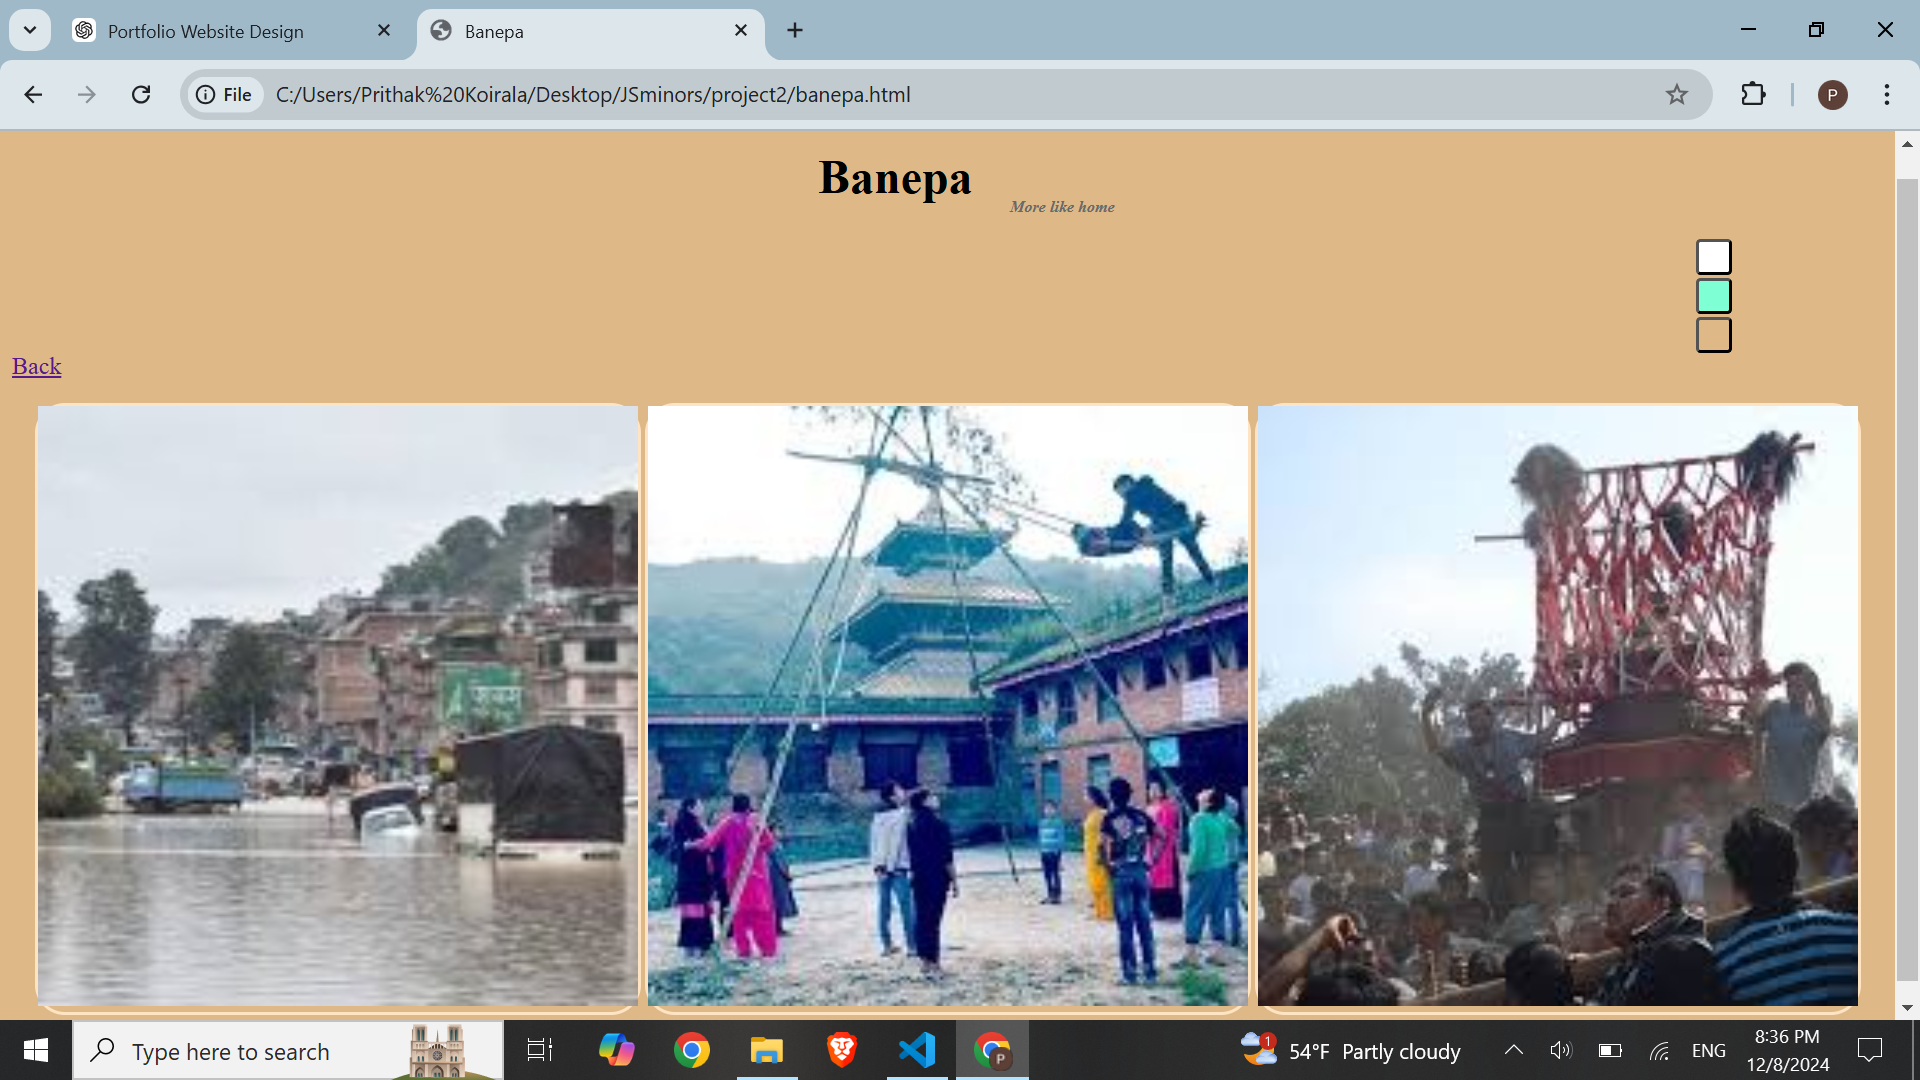 Portfolio Website Design
Banepa
File
C:/Users/Prithak%20Koirala/Desktop/JSminors/project2/banepa.html
P
Banepa
More like home
Back
Type here to search
P
1
54°F Partly cloudy
ENG
8:36 PM
12/8/2024